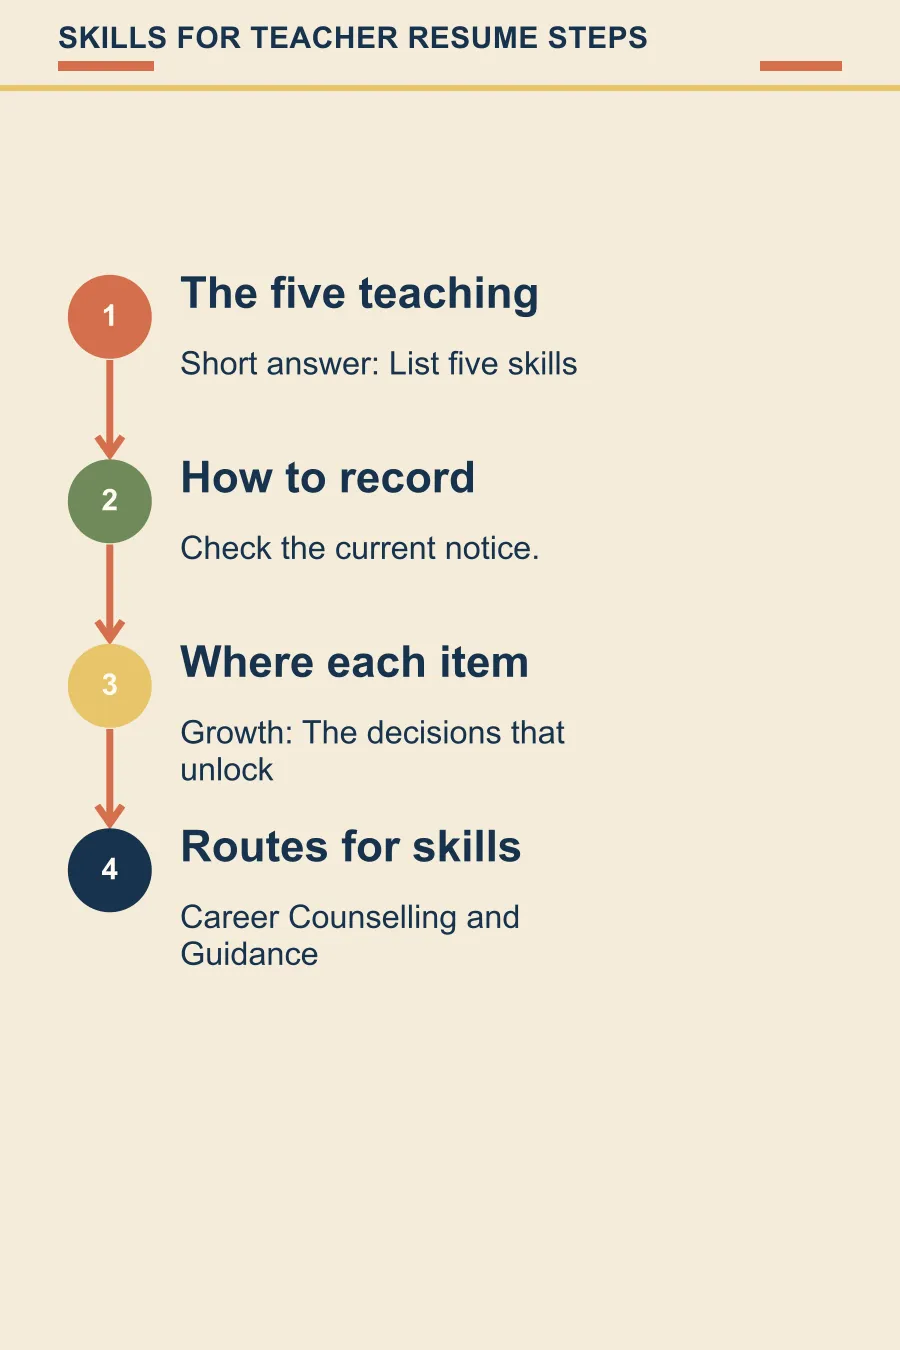 SKILLS FOR TEACHER RESUME STEPS
1
The five teaching
Short answer: List five skills
2
How to record
Check the current notice.
3
Where each item
Growth: The decisions that
unlock
4
Routes for skills
Career Counselling and
Guidance